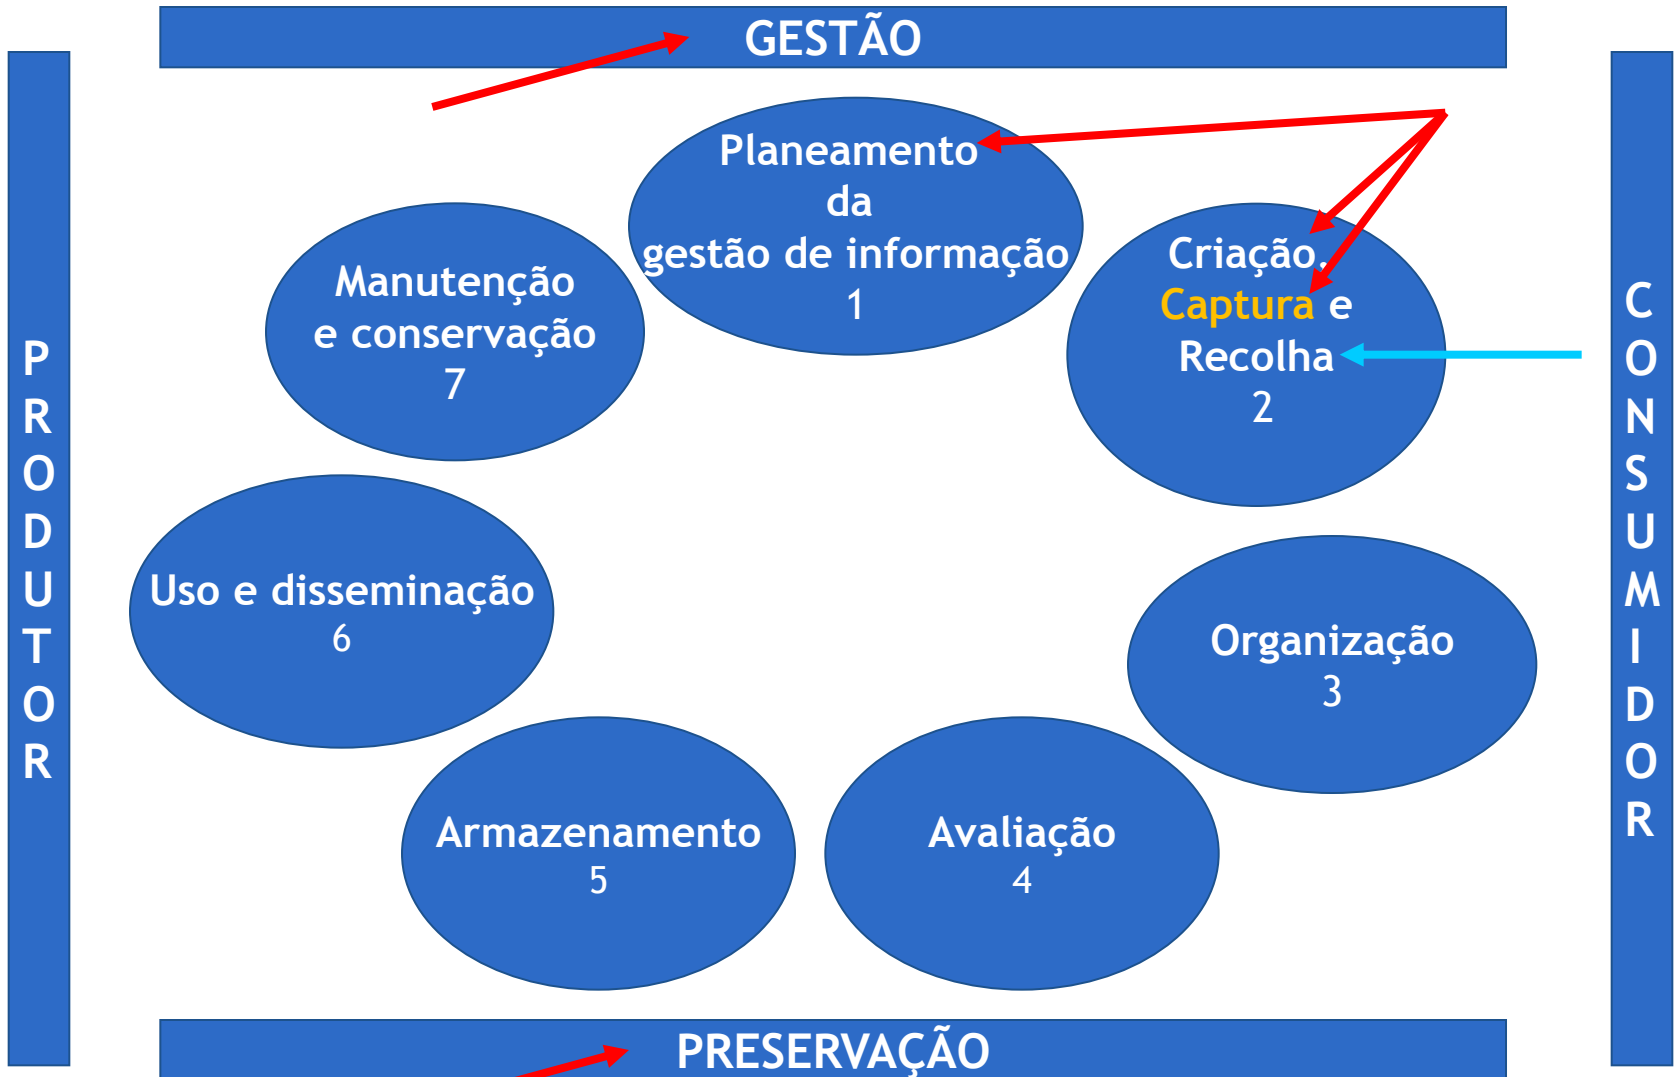 GESTÃO
Planeamento
da
gestão de informação
1
Criação,
Captura e
Recolha
2
Organização
3
Avaliação
4
Armazenamento
5
Uso e disseminação
6
Manutenção
e conservação
7
PRODUTOR
CONSUMIDOR
PRESERVAÇÃO